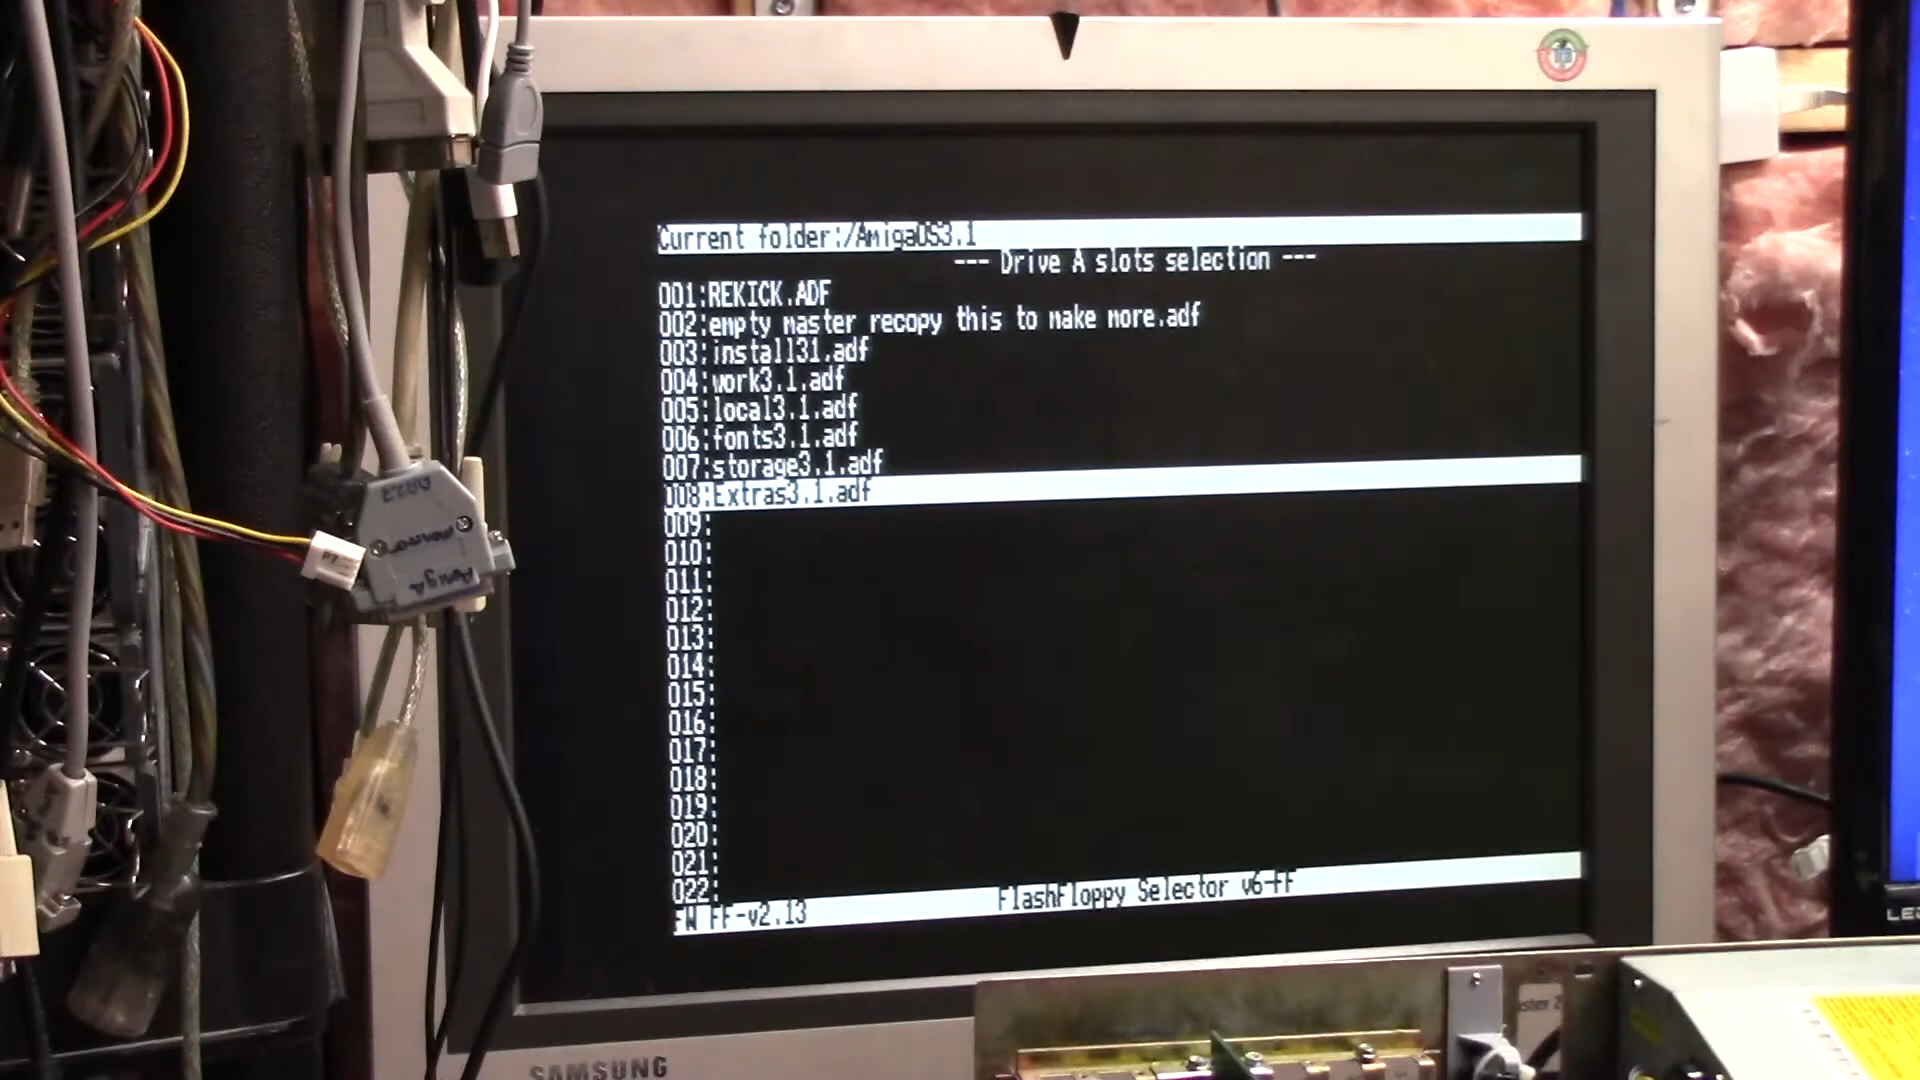 Current folder:/AmigaOS3.1
--- Drive A slots selection ---
001:REKICK.ADF
002:empty master recopy this to make more.adf
003:install31.adf
004:work3.1.adf
005:local3.1.adf
006:fonts3.1.adf
007:storage3.1.adf
008:Extras3.1.adf
009:
010:
011:
012:
013:
014:
015:
016:
017:
018:
019:
020:
021:
022:
FW FF-v2.13 FlashFloppy Selector v6-FF
SAMSUNG
Amiga
P7